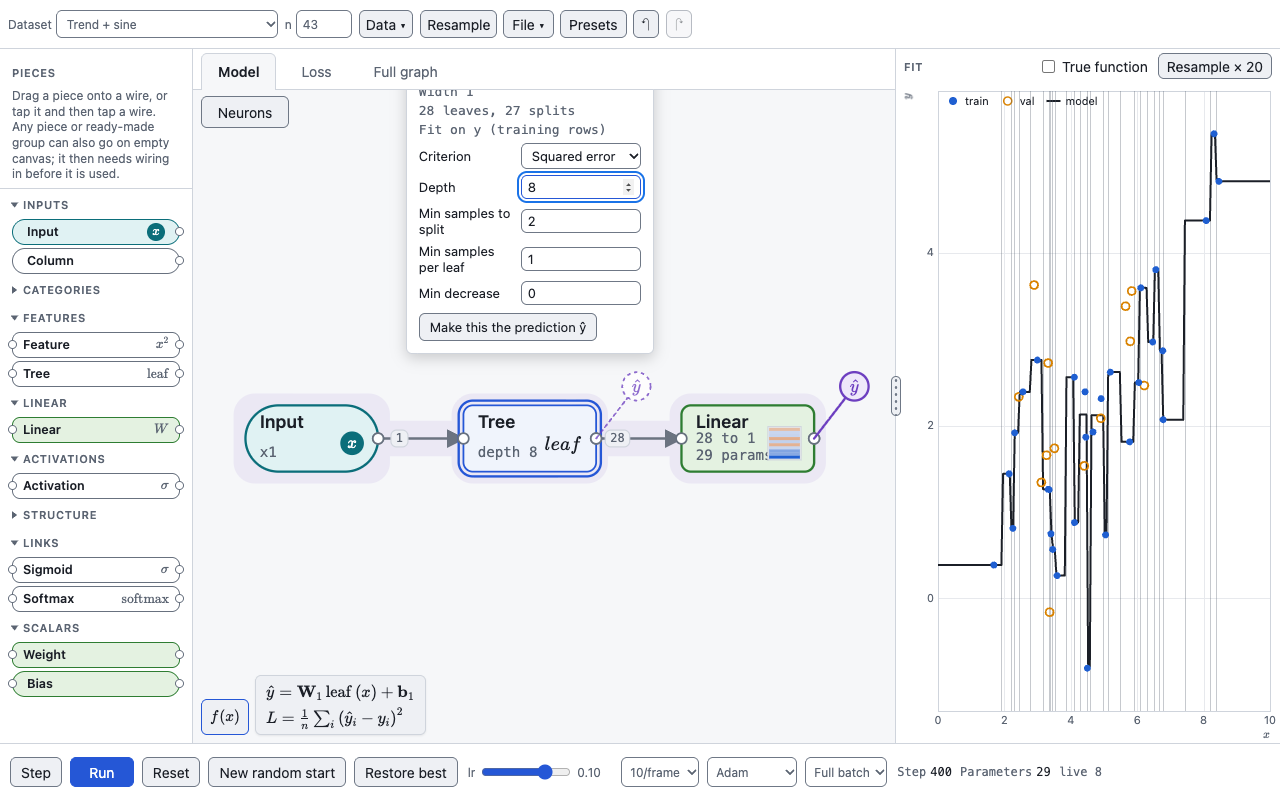 Dataset Trend + sine n 43 Data ▾ Resample File ▾ Presets
PIECES
Drag a piece onto a wire, or
tap it and then tap a wire.
Any piece or ready-made
group can also go on empty
canvas; it then needs wiring
in before it is used.
INPUTS
Input x
Column
CATEGORIES
FEATURES
Feature x²
Tree leaf
LINEAR
Linear W
ACTIVATIONS
Activation σ
STRUCTURE
LINKS
Sigmoid σ
Softmax softmax
SCALARS
Weight
Bias
Model Loss Full graph
Neurons
Width 1
28 leaves, 27 splits
Fit on y (training rows)
Criterion Squared error
Depth 8
Min samples to
split 2
Min samples
per leaf 1
Min decrease 0
Make this the prediction ŷ
Input
x1 x
1
Tree
depth 8 leaf
ŷ
28
Linear
28 to 1
29 params
ŷ
f(x)
ŷ = W₁ leaf (x) + b₁
L = 1/n ∑ᵢ (ŷᵢ − yᵢ)²
FIT True function Resample × 20
train val model
4
2
0
0 2 4 6 8 10
x
Step Run Reset New random start Restore best lr 0.10 10/frame Adam Full batch Step 400 Parameters 29 live 8